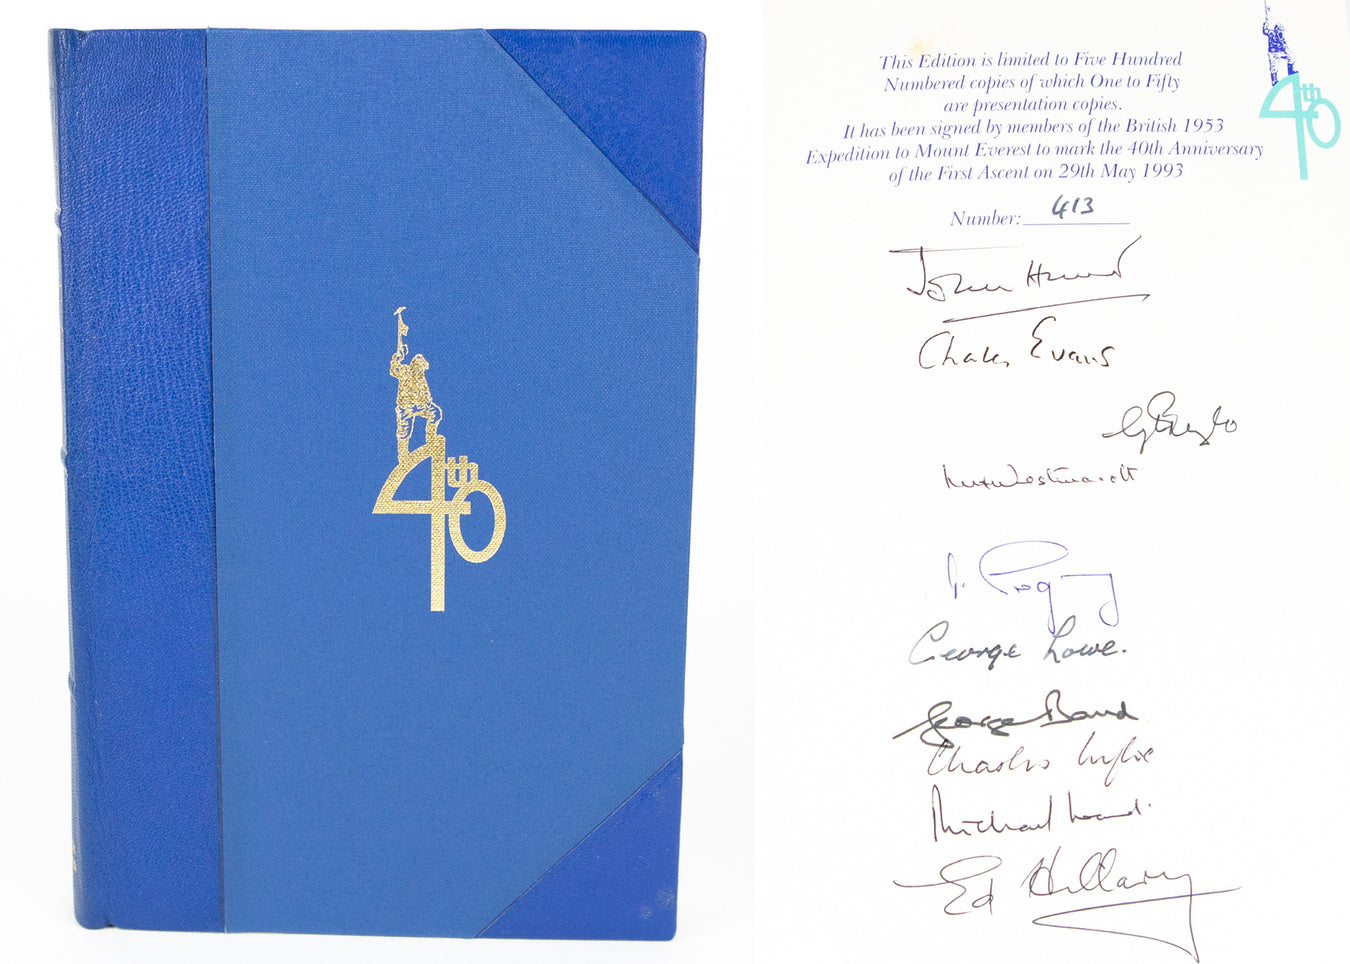 40th
This Edition is limited to Five Hundred
Numbered copies of which One to Fifty
are presentation copies.
It has been signed by members of the British 1953
Expedition to Mount Everest to mark the 40th Anniversary
of the First Ascent on 29th May 1993
40th
Number: 413
John Hunt
Charles Evans
George Lowe.
George Band
Charles Wylie
Michael Ward.
Ed Hillary